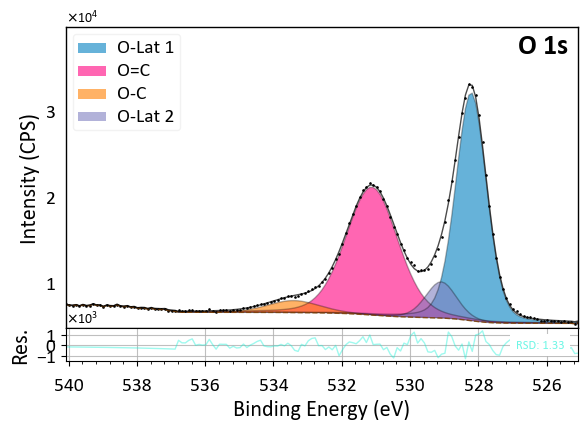 ×10⁴
O 1s
O-Lat 1
O=C
O-C
O-Lat 2
Intensity (CPS)
3
2
1
×10³
Res.
1
0
−1
RSD: 1.33
540 538 536 534 532 530 528 526
Binding Energy (eV)